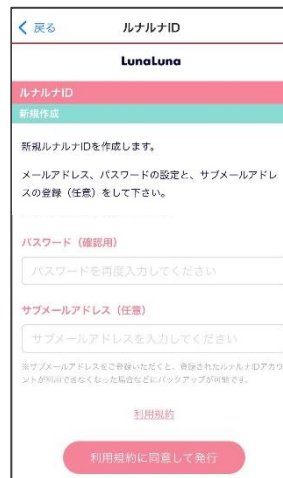 戻る ルナルナID
LunaLuna
ルナルナID
新規作成
新規ルナルナIDを作成します。
メールアドレス、パスワードの設定と、サブメールアドレ
スの登録（任意）をして下さい。
パスワード（確認用）
パスワードを再度入力してください
サブメールアドレス（任意）
サブメールアドレスを入力してください
※サブメールアドレスをご登録いただくと、登録されたルナルナIDアカウ
ントが利用できなくなった場合などにバックアップが可能です。
利用規約
利用規約に同意して発行